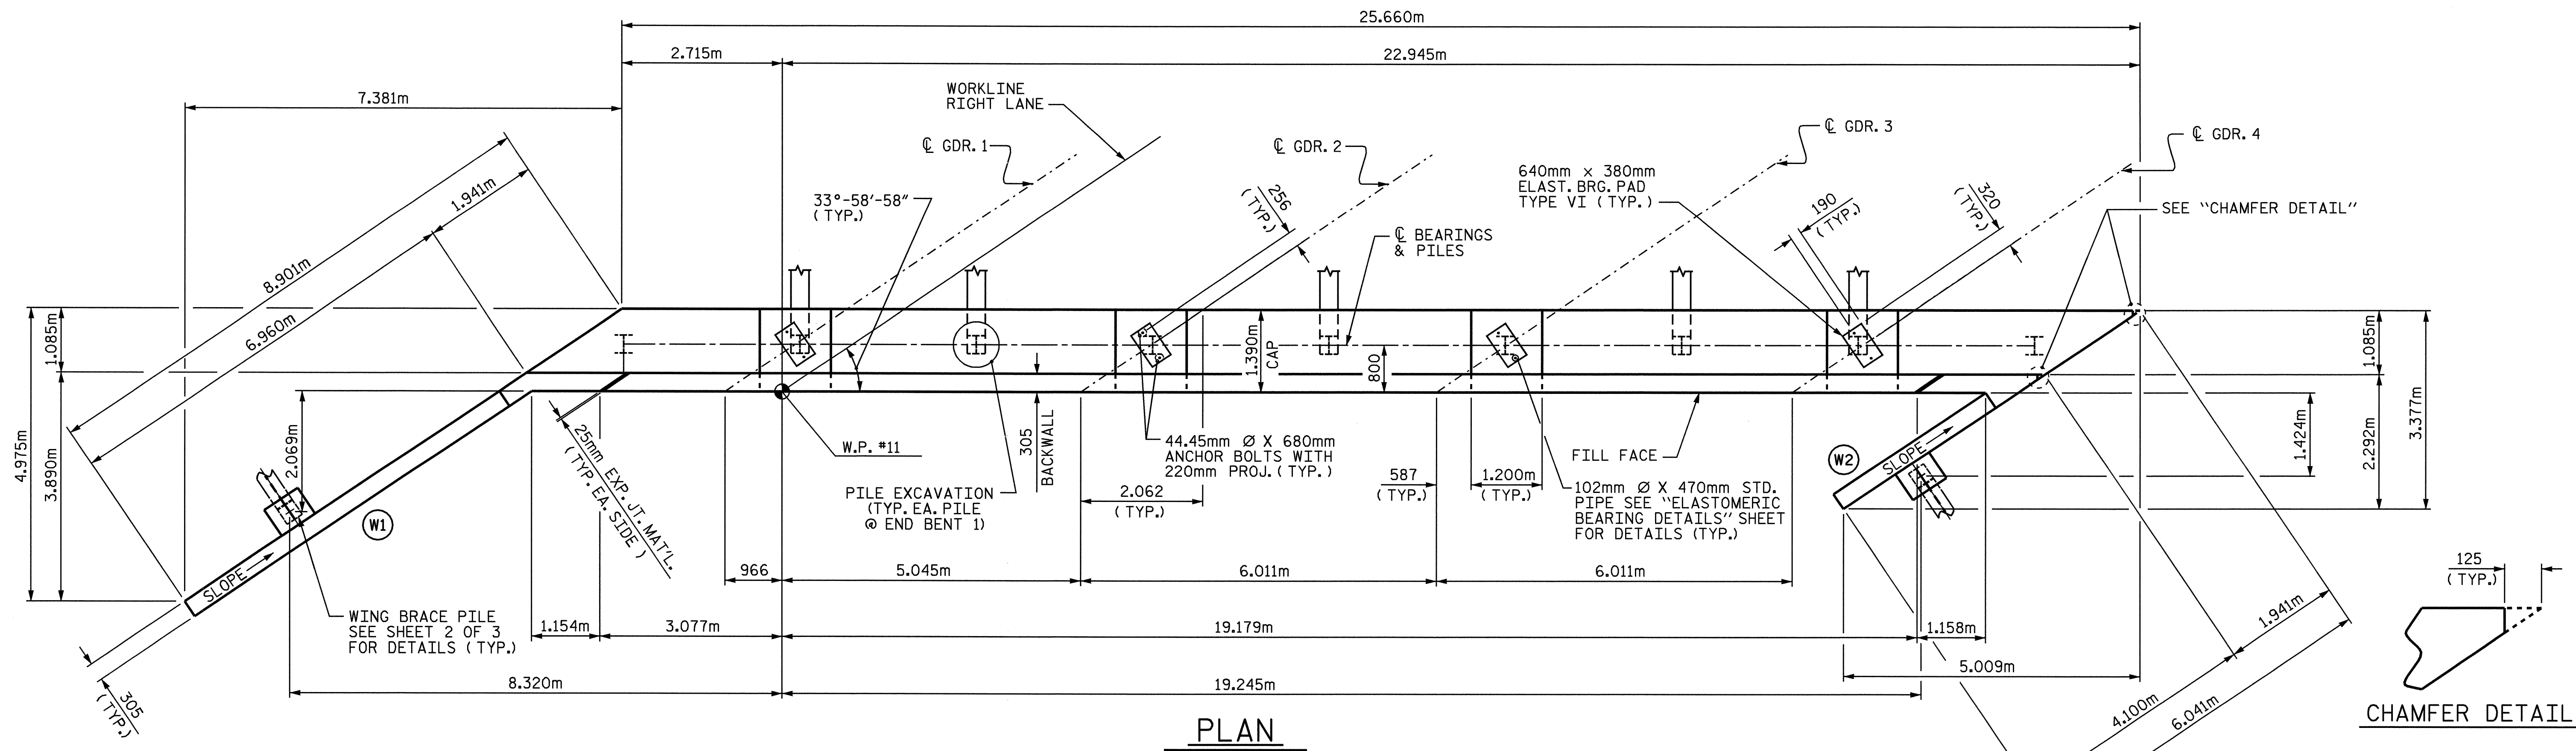 25.660m
2.715m
22.945m
7.381m
WORKLINE
RIGHT LANE
℄ GDR. 1
℄ GDR. 2
℄ GDR. 3
℄ GDR. 4
8.901m
1.941m
6.960m
33°-58'-58"
(TYP.)
256
(TYP.)
640mm x 380mm
ELAST. BRG. PAD
TYPE VI (TYP.)
190
(TYP.)
320
(TYP.)
SEE "CHAMFER DETAIL"
℄ BEARINGS
& PILES
4.975m
1.085m
3.890m
2.069m
1.390m
CAP
800
305
BACKWALL
1.085m
2.292m
3.377m
1.424m
25mm EXP. JT. MAT'L.
(TYP. EA. SIDE )
W.P. #11
PILE EXCAVATION
(TYP. EA. PILE
@ END BENT 1)
44.45mm Ø X 680mm
ANCHOR BOLTS WITH
220mm PROJ. (TYP.)
2.062
(TYP.)
587
(TYP.)
1.200m
(TYP.)
FILL FACE
102mm Ø X 470mm STD.
PIPE SEE "ELASTOMERIC
BEARING DETAILS" SHEET
FOR DETAILS (TYP.)
W1
W2
SLOPE
SLOPE
WING BRACE PILE
SEE SHEET 2 OF 3
FOR DETAILS (TYP.)
966
5.045m
6.011m
6.011m
1.154m
3.077m
19.179m
1.158m
8.320m
19.245m
5.009m
305
(TYP.)
1.941m
4.100m
6.041m
125
(TYP.)
PLAN
CHAMFER DETAIL